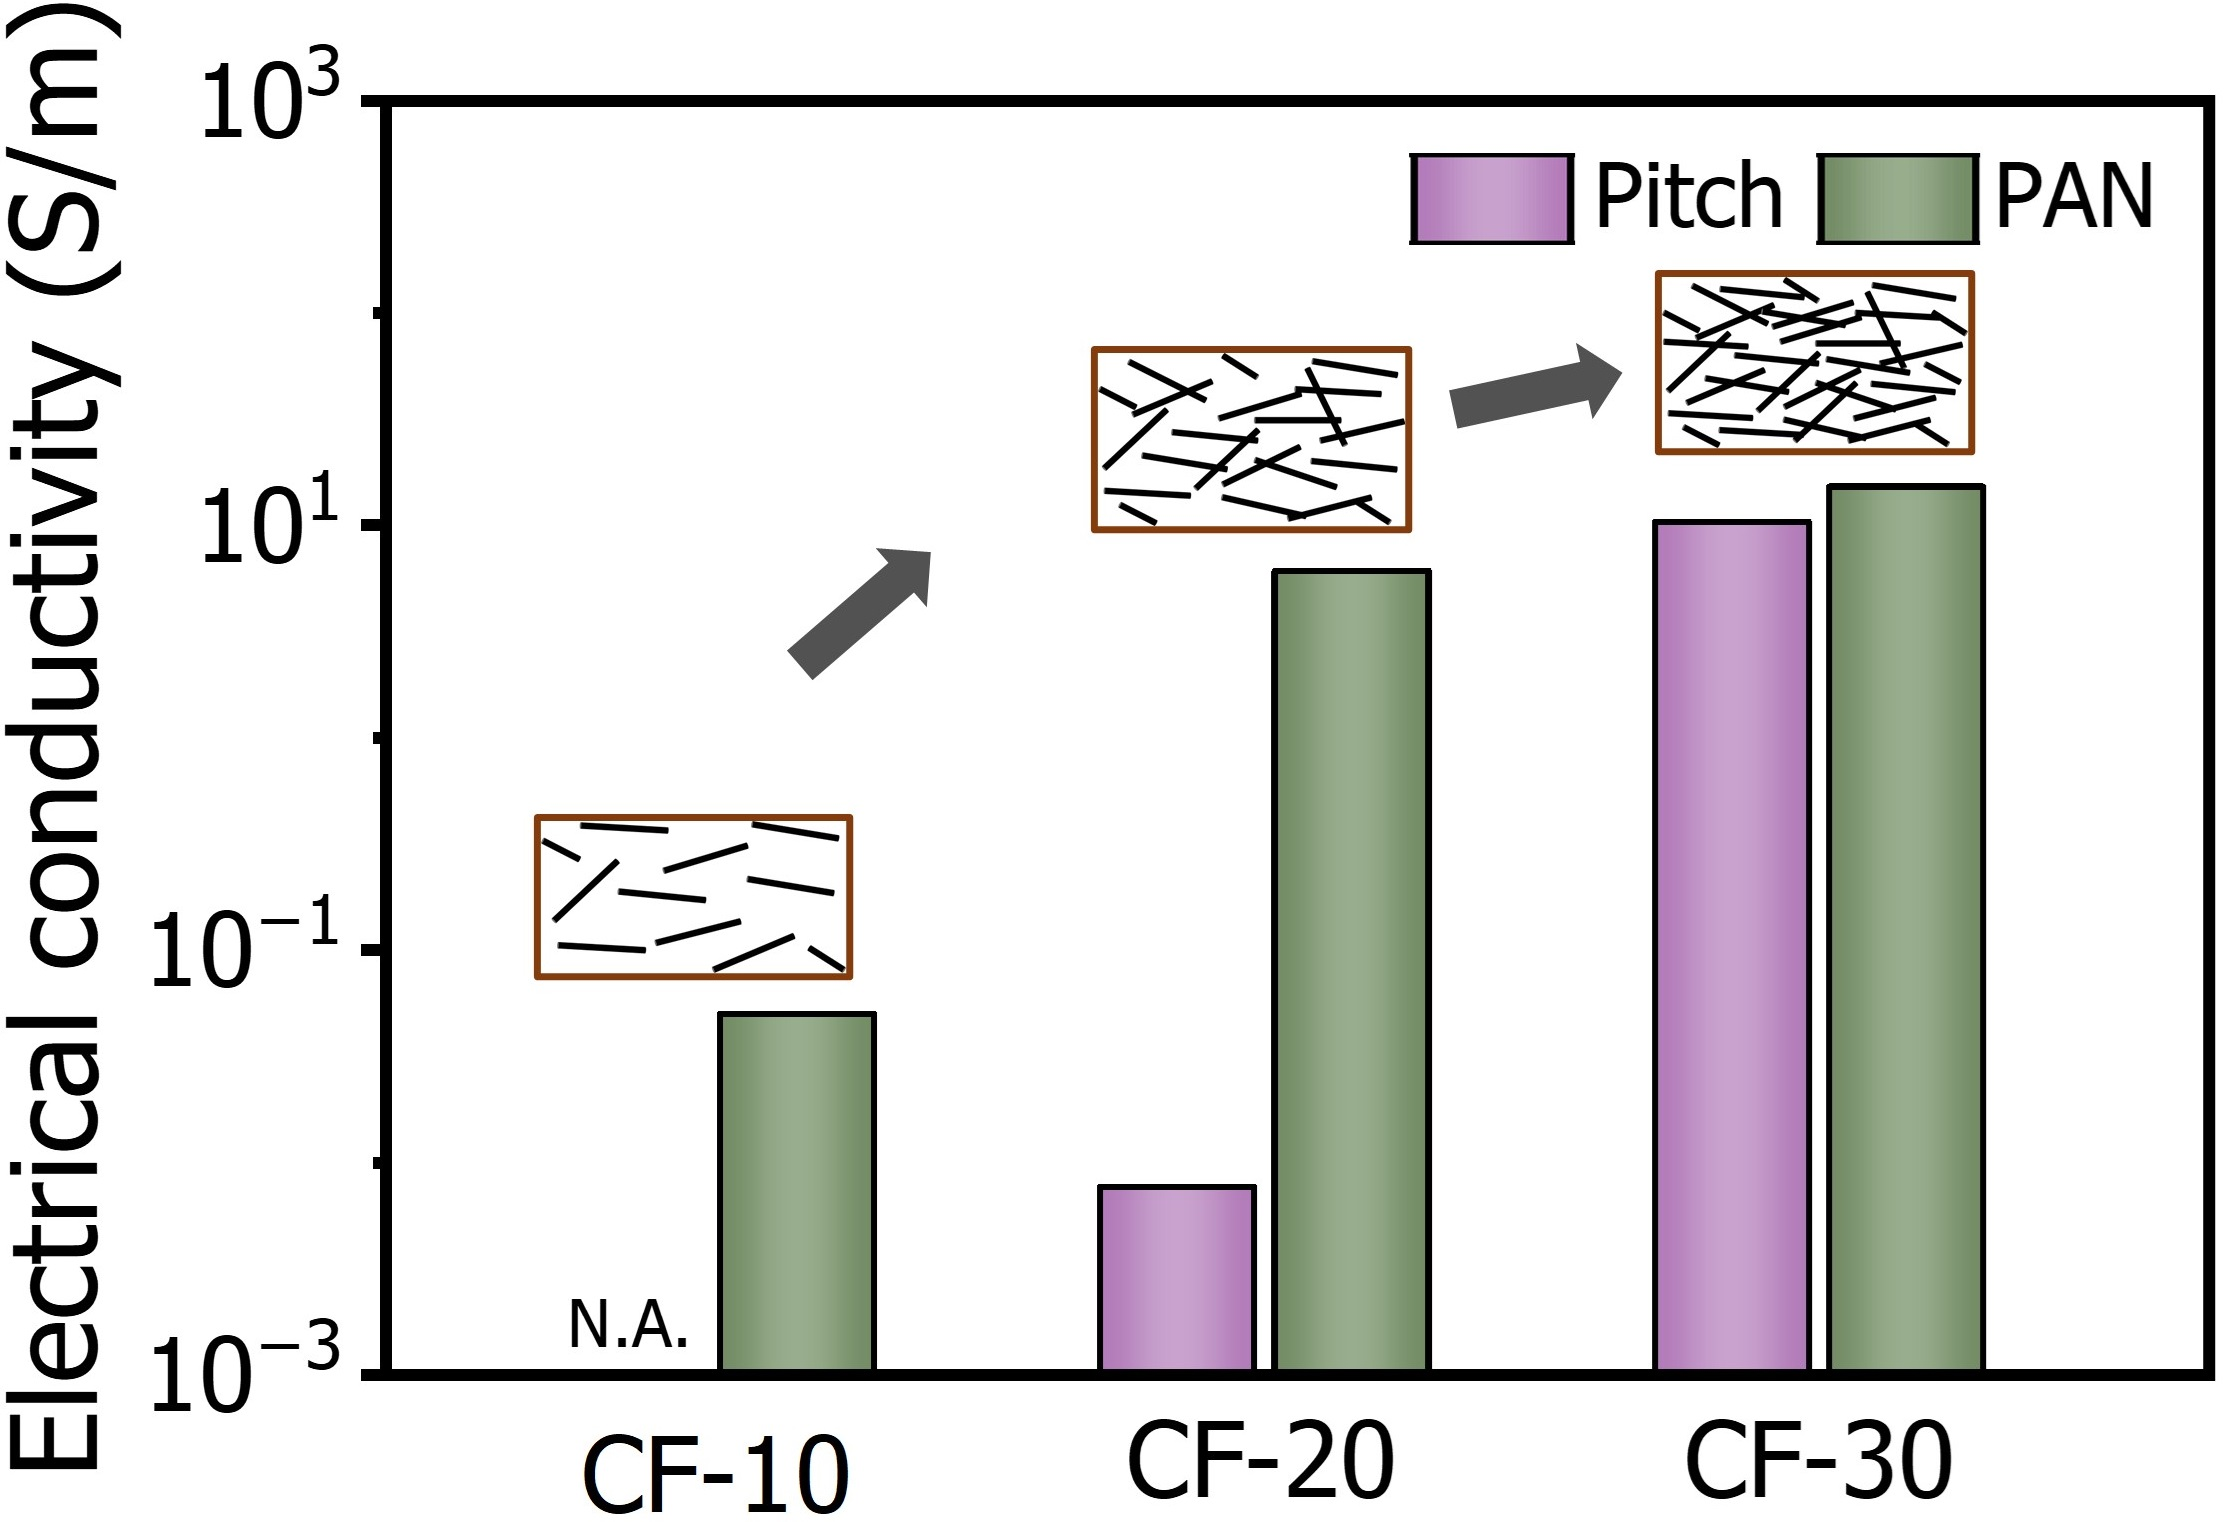 Electrical conductivity (S/m)
10³
10¹
10⁻¹
10⁻³
Pitch PAN
N.A.
CF-10 CF-20 CF-30